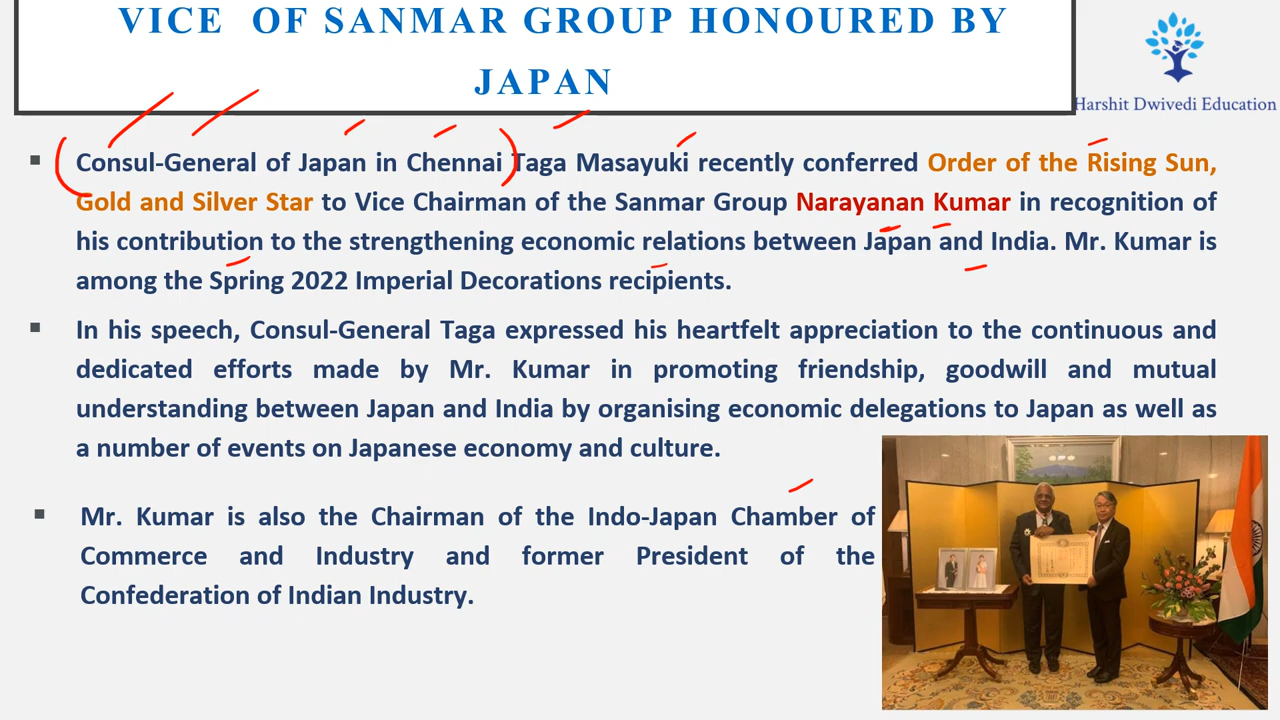 VICE OF SANMAR GROUP HONOURED BY
JAPAN
Harshit Dwivedi Education
▪ Consul-General of Japan in Chennai Taga Masayuki recently conferred Order of the Rising Sun,
Gold and Silver Star to Vice Chairman of the Sanmar Group Narayanan Kumar in recognition of
his contribution to the strengthening economic relations between Japan and India. Mr. Kumar is
among the Spring 2022 Imperial Decorations recipients.
▪ In his speech, Consul-General Taga expressed his heartfelt appreciation to the continuous and
dedicated efforts made by Mr. Kumar in promoting friendship, goodwill and mutual
understanding between Japan and India by organising economic delegations to Japan as well as
a number of events on Japanese economy and culture.
▪ Mr. Kumar is also the Chairman of the Indo-Japan Chamber of
Commerce and Industry and former President of the
Confederation of Indian Industry.